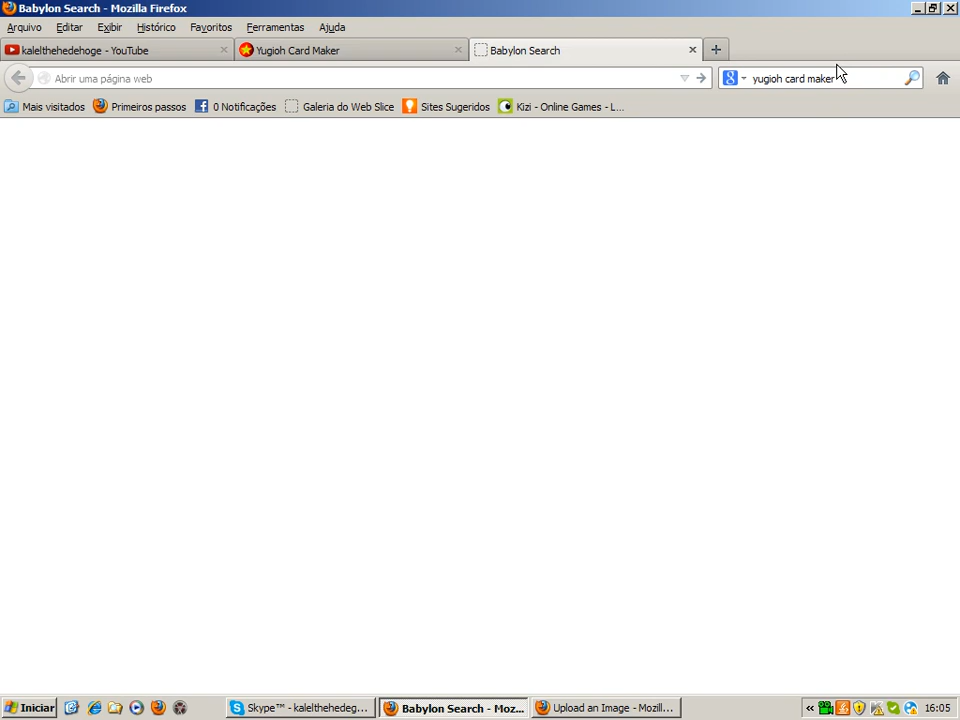 Babylon Search - Mozilla Firefox
Arquivo Editar Exibir Histórico Favoritos Ferramentas Ajuda
kalelthehedehoge - YouTube Yugioh Card Maker Babylon Search
Abrir uma página web yugioh card maker
Mais visitados Primeiros passos 0 Notificações Galeria do Web Slice Sites Sugeridos Kizi - Online Games - L...
Iniciar Skype™ - kalelthehedeg... Babylon Search - Moz... Upload an Image - Mozill... 16:05